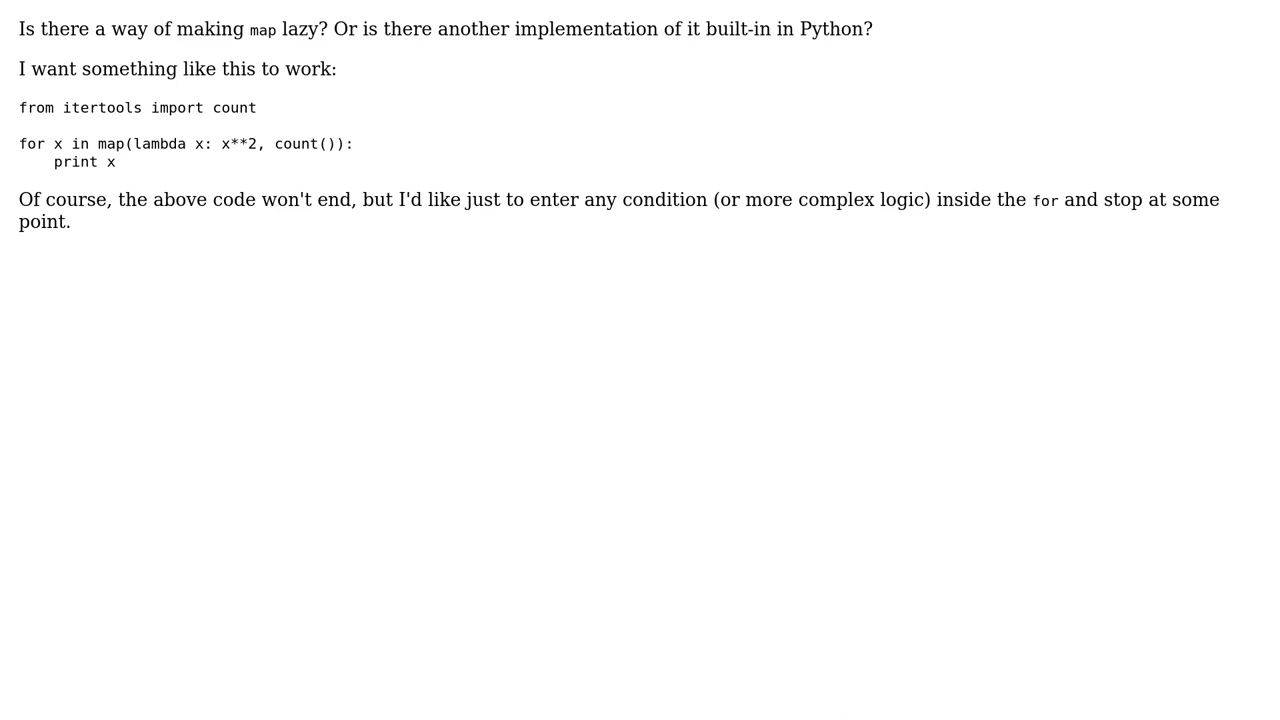 Is there a way of making map lazy? Or is there another implementation of it built-in in Python?
I want something like this to work:
from itertools import count
for x in map(lambda x: x**2, count()):
    print x
Of course, the above code won't end, but I'd like just to enter any condition (or more complex logic) inside the for and stop at some
point.